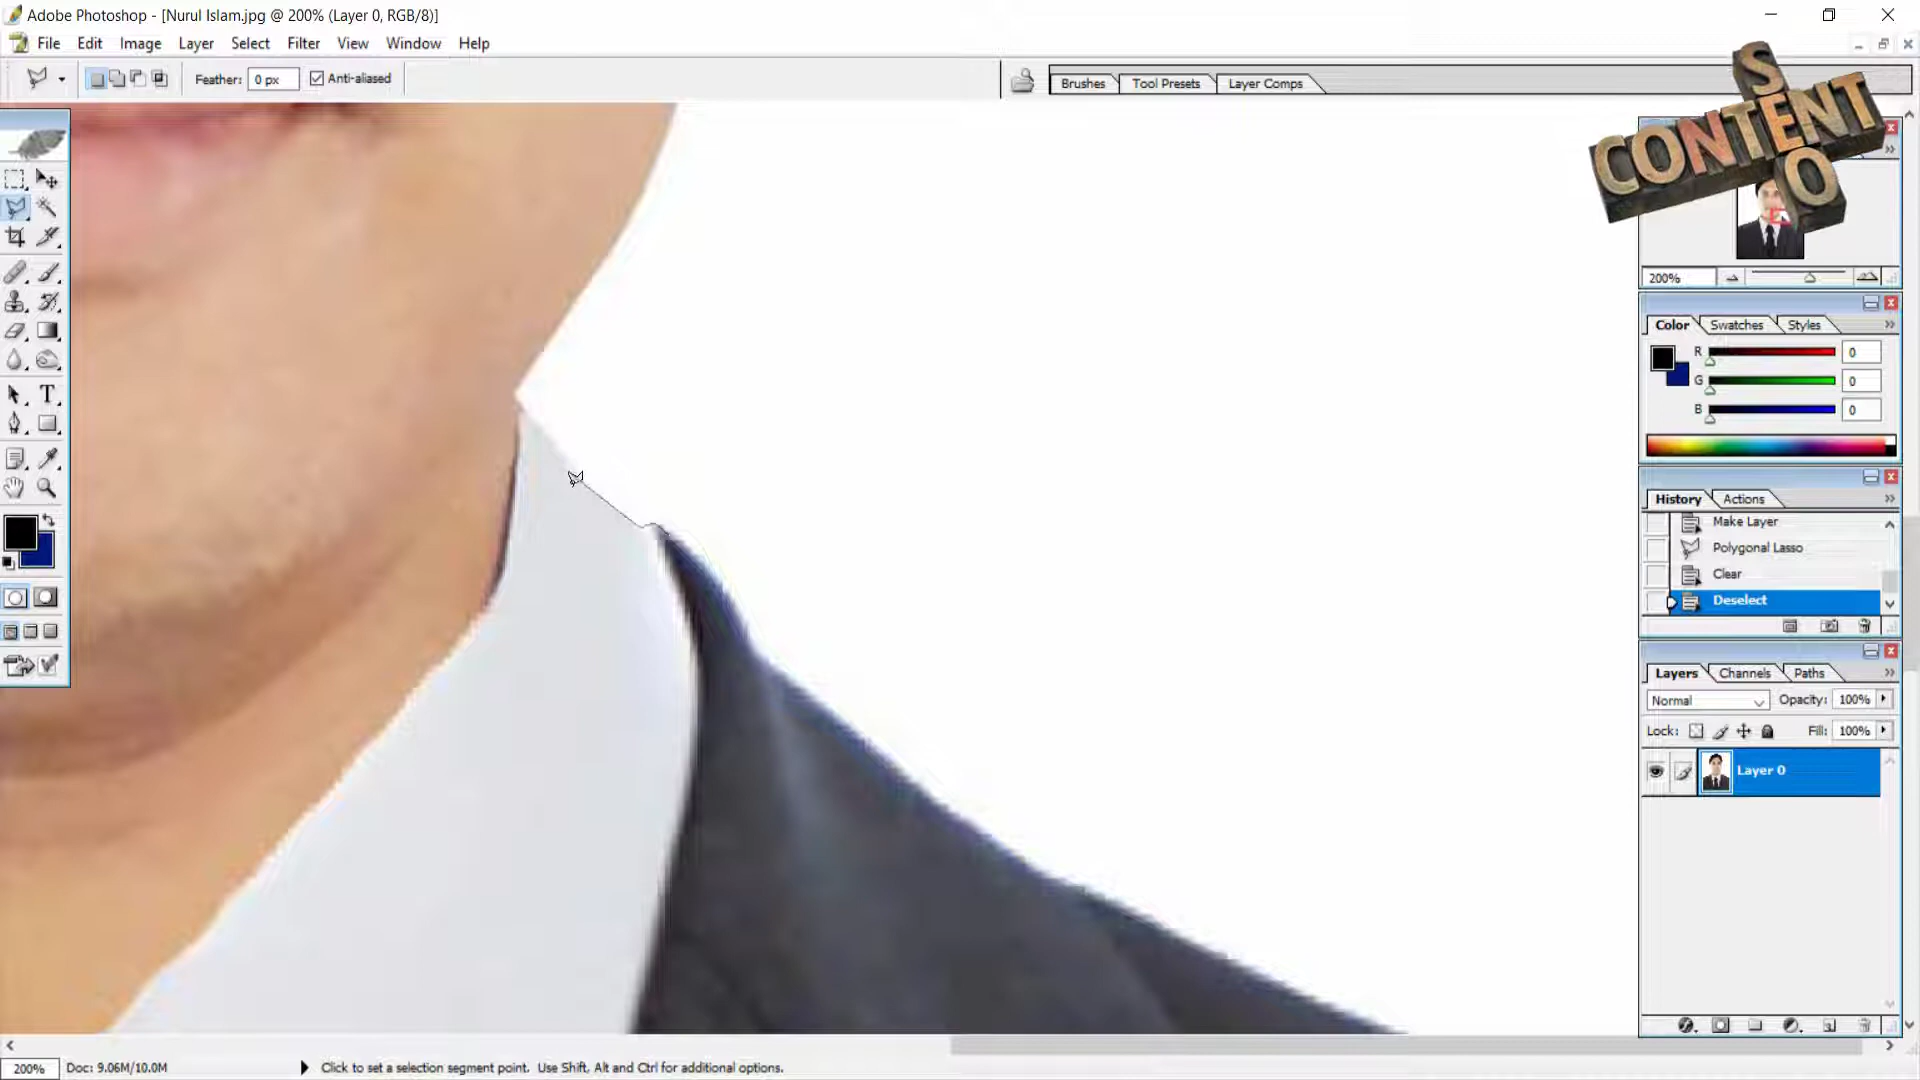 Adobe Photoshop - [Nurul Islam.jpg @ 200% (Layer 0, RGB/8)]
File Edit Image Layer Select Filter View Window Help
Feather: 0 px Anti-aliased
Brushes Tool Presets Layer Comps
SEO
CONTENT
200%
Color Swatches Styles
R 0
G 0
B 0
History Actions
Make Layer
Polygonal Lasso
Clear
Deselect
Layers Channels Paths
Normal Opacity: 100%
Lock: Fill: 100%
Layer 0
200% Doc: 9.06M/10.0M Click to set a selection segment point. Use Shift, Alt and Ctrl for additional options.